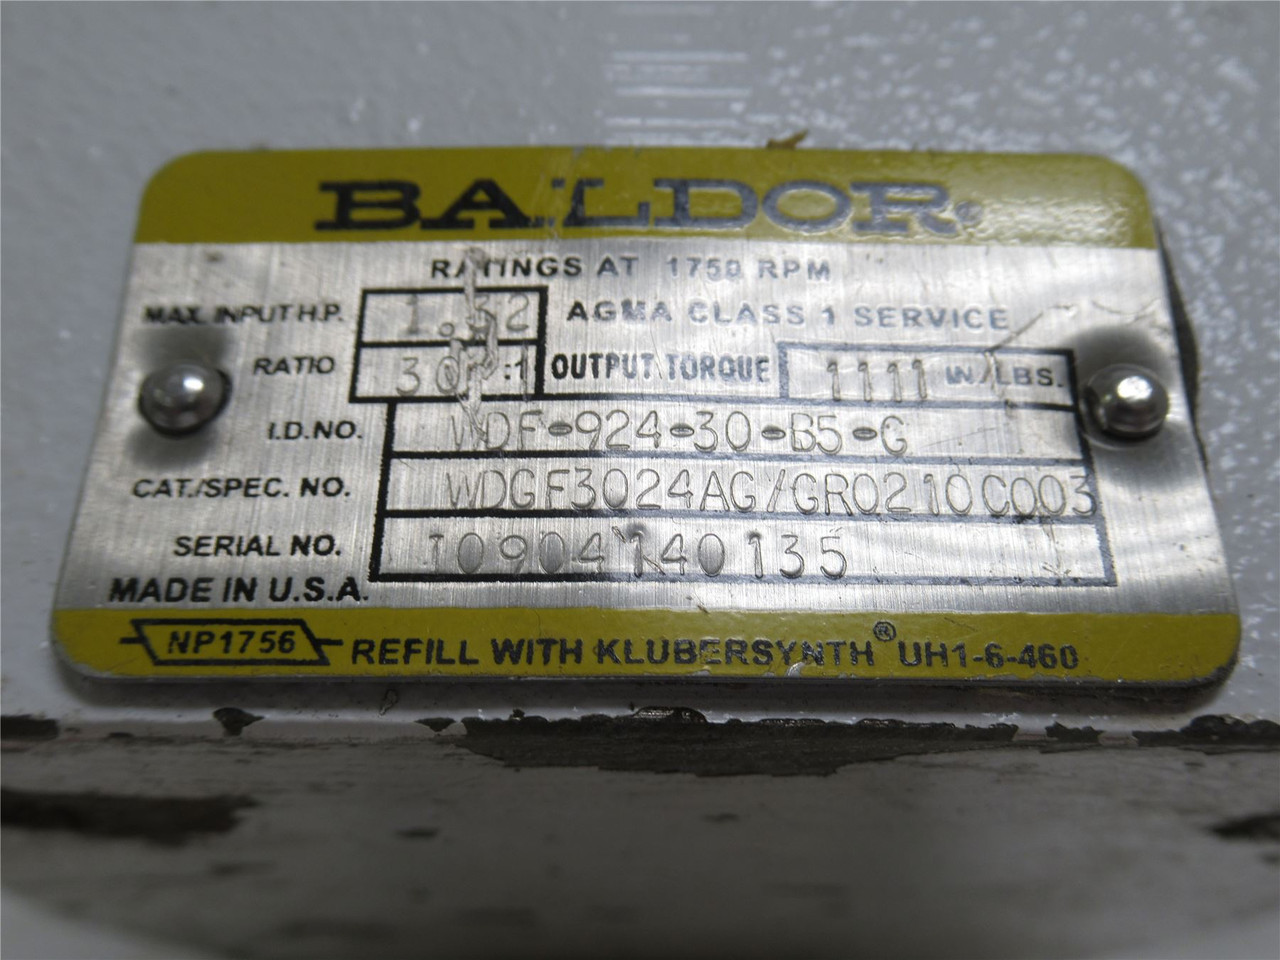 BALDOR®
RATINGS AT 1750 RPM
MAX. INPUT H.P. 1.32 AGMA CLASS 1 SERVICE
RATIO 30 :1 OUTPUT TORQUE 1111 IN/LBS.
I.D.NO. WDF-924-30-B5-G
CAT./SPEC. NO. WDGF3024AG/GR0210C003
SERIAL NO. T0904140135
MADE IN U.S.A.
NP1756 REFILL WITH KLUBERSYNTH® UH1-6-460